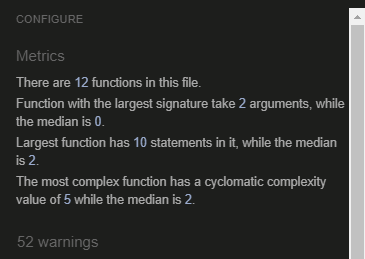 CONFIGURE
Metrics
There are 12 functions in this file.
Function with the largest signature take 2 arguments, while
the median is 0.
Largest function has 10 statements in it, while the median
is 2.
The most complex function has a cyclomatic complexity
value of 5 while the median is 2.
52 warnings